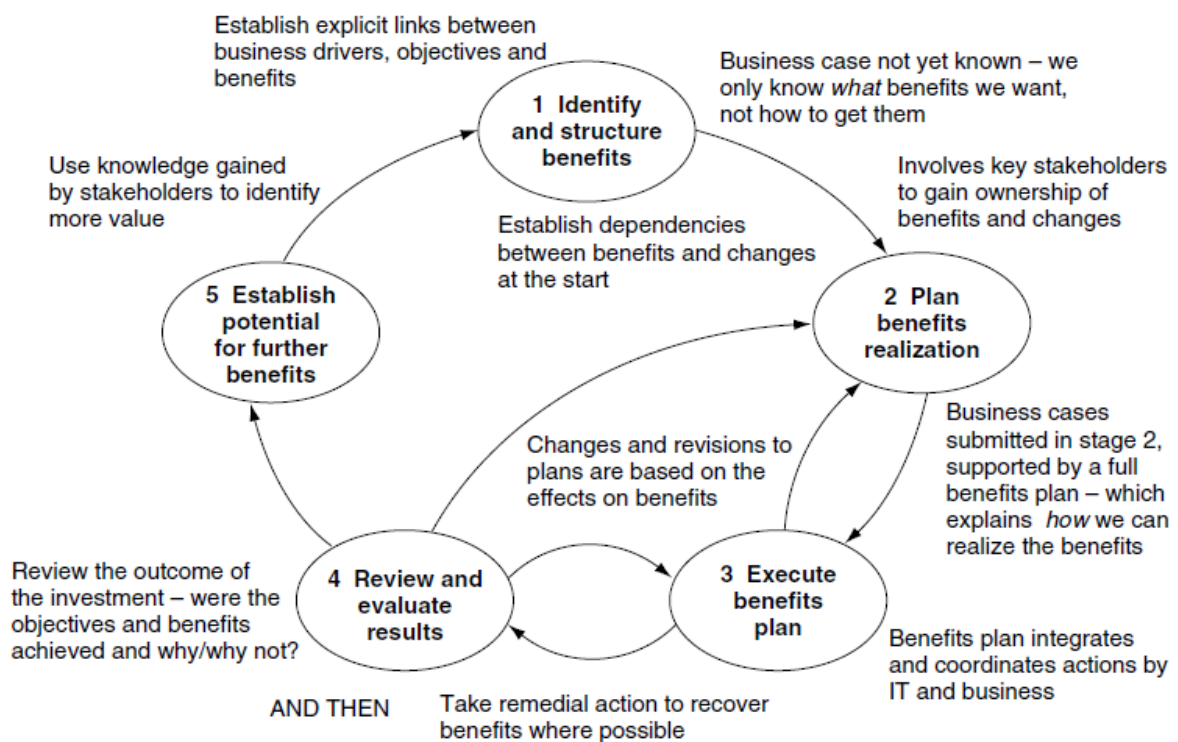 Establish explicit links between
business drivers, objectives and
benefits
1 Identify
and structure
benefits
Business case not yet known – we
only know what benefits we want,
not how to get them
Use knowledge gained
by stakeholders to identify
more value
Involves key stakeholders
to gain ownership of
benefits and changes
Establish dependencies
between benefits and changes
at the start
5 Establish
potential
for further
benefits
2 Plan
benefits
realization
Changes and revisions to
plans are based on the
effects on benefits
Business cases
submitted in stage 2,
supported by a full
benefits plan – which
explains how we can
realize the benefits
Review the outcome of
the investment – were the
objectives and benefits
achieved and why/why not?
4 Review and
evaluate
results
3 Execute
benefits
plan
Benefits plan integrates
and coordinates actions by
IT and business
AND THEN
Take remedial action to recover
benefits where possible